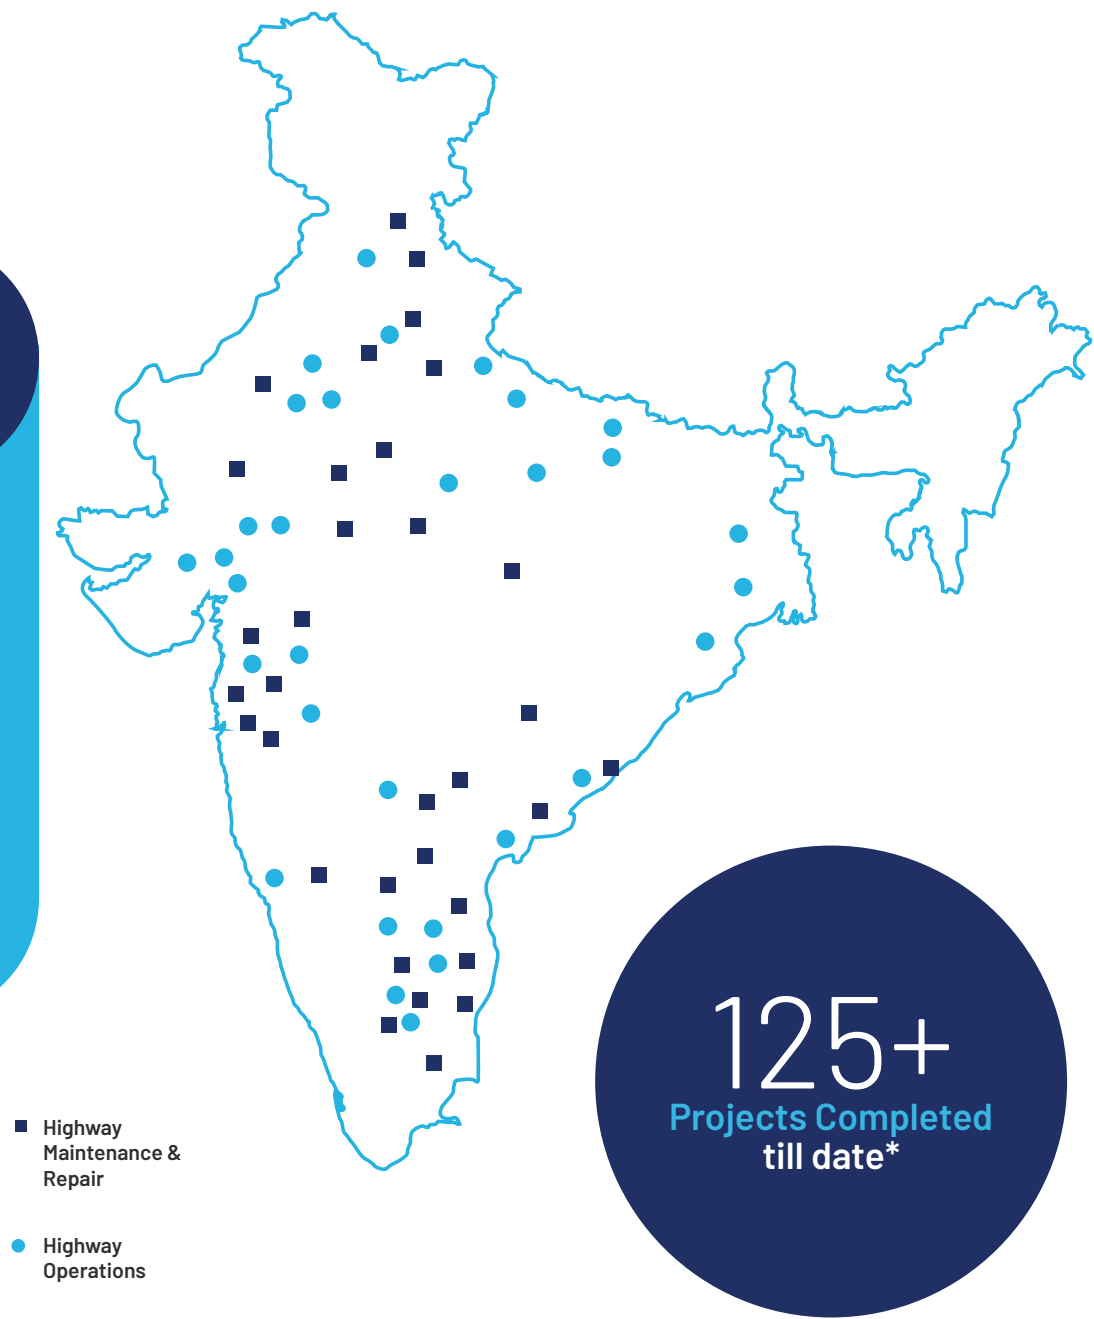 125+
Projects Completed
till date*
Highway
Maintenance &
Repair
Highway
Operations